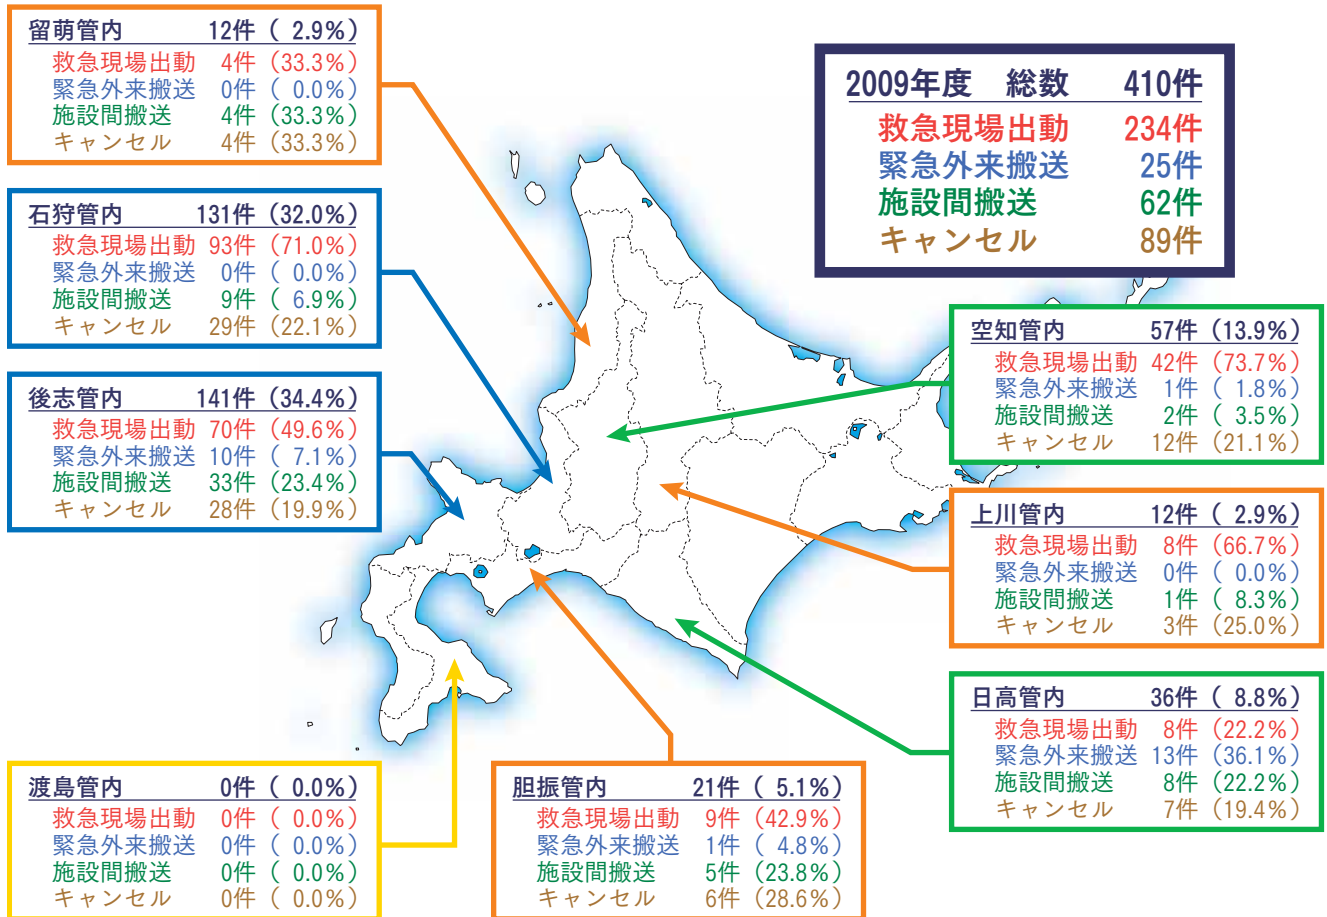 留萌管内 12件 ( 2.9%)
救急現場出動 4件 (33.3%)
緊急外来搬送 0件 ( 0.0%)
施設間搬送 4件 (33.3%)
キャンセル 4件 (33.3%)
石狩管内 131件 (32.0%)
救急現場出動 93件 (71.0%)
緊急外来搬送 0件 ( 0.0%)
施設間搬送 9件 ( 6.9%)
キャンセル 29件 (22.1%)
後志管内 141件 (34.4%)
救急現場出動 70件 (49.6%)
緊急外来搬送 10件 ( 7.1%)
施設間搬送 33件 (23.4%)
キャンセル 28件 (19.9%)
渡島管内 0件 ( 0.0%)
救急現場出動 0件 ( 0.0%)
緊急外来搬送 0件 ( 0.0%)
施設間搬送 0件 ( 0.0%)
キャンセル 0件 ( 0.0%)
胆振管内 21件 ( 5.1%)
救急現場出動 9件 (42.9%)
緊急外来搬送 1件 ( 4.8%)
施設間搬送 5件 (23.8%)
キャンセル 6件 (28.6%)
2009年度 総数 410件
救急現場出動 234件
緊急外来搬送 25件
施設間搬送 62件
キャンセル 89件
空知管内 57件 (13.9%)
救急現場出動 42件 (73.7%)
緊急外来搬送 1件 ( 1.8%)
施設間搬送 2件 ( 3.5%)
キャンセル 12件 (21.1%)
上川管内 12件 ( 2.9%)
救急現場出動 8件 (66.7%)
緊急外来搬送 0件 ( 0.0%)
施設間搬送 1件 ( 8.3%)
キャンセル 3件 (25.0%)
日高管内 36件 ( 8.8%)
救急現場出動 8件 (22.2%)
緊急外来搬送 13件 (36.1%)
施設間搬送 8件 (22.2%)
キャンセル 7件 (19.4%)